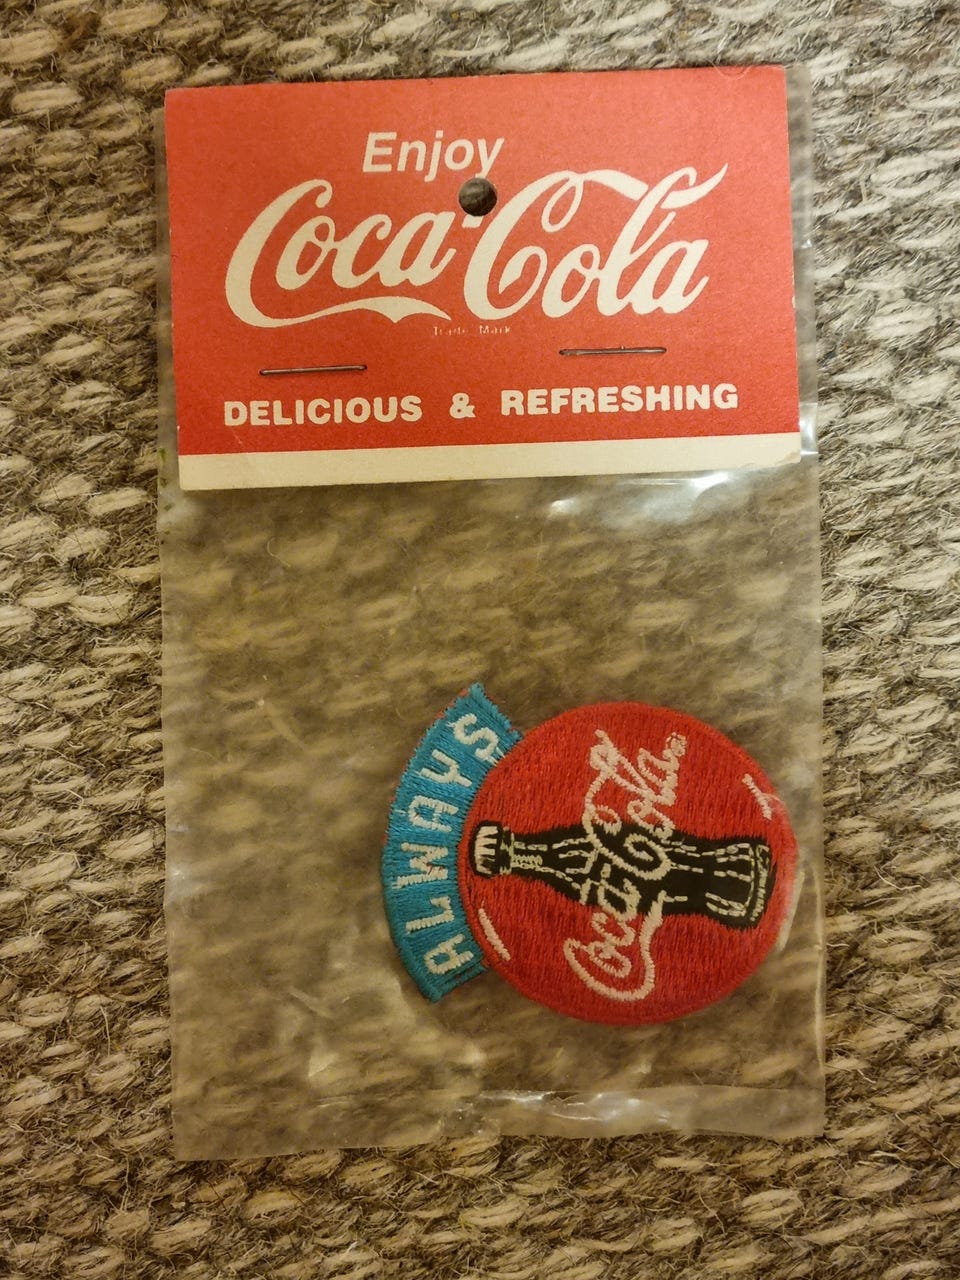 Enjoy
Coca-Cola
Trade Mark
DELICIOUS & REFRESHING
ALWAYS
Coca-Cola